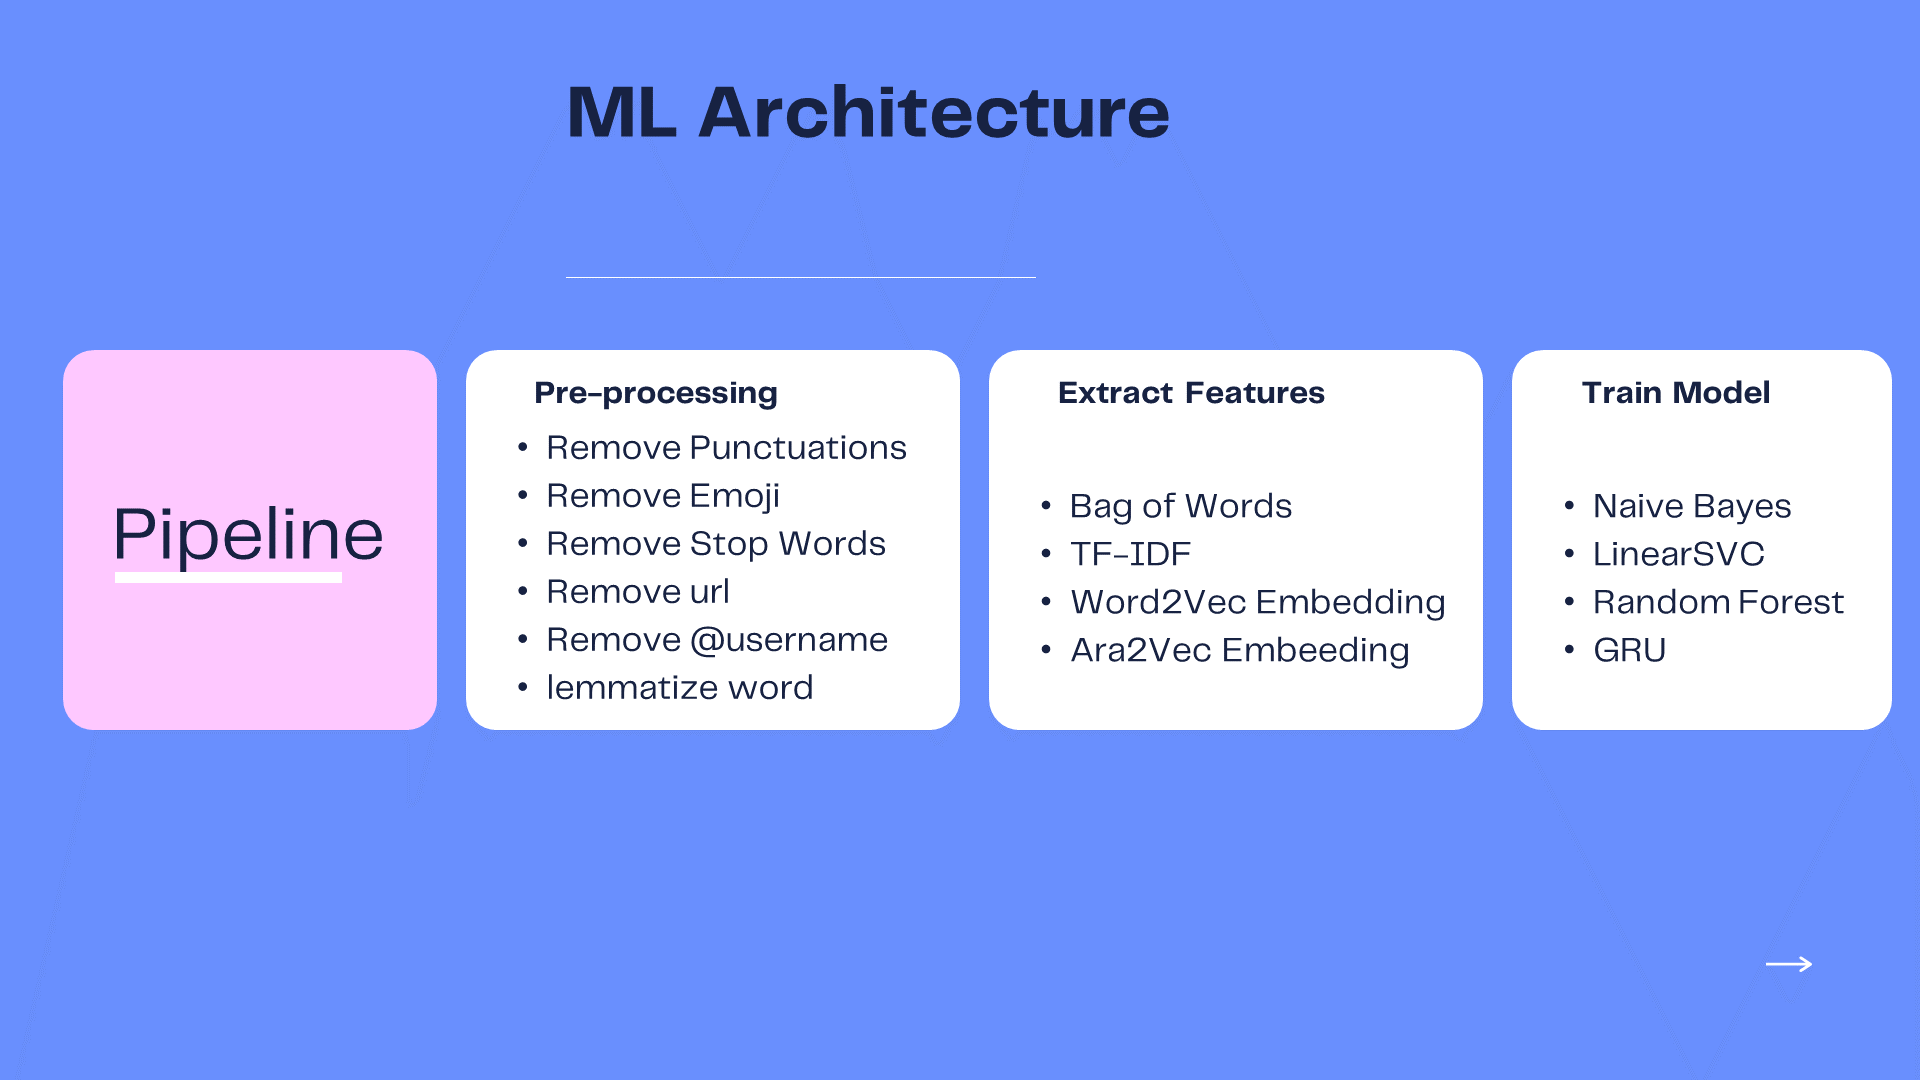 ML Architecture
Pipeline
Pre-processing
• Remove Punctuations
• Remove Emoji
• Remove Stop Words
• Remove url
• Remove @username
• lemmatize word
Extract Features
• Bag of Words
• TF-IDF
• Word2Vec Embedding
• Ara2Vec Embeeding
Train Model
• Naive Bayes
• LinearSVC
• Random Forest
• GRU